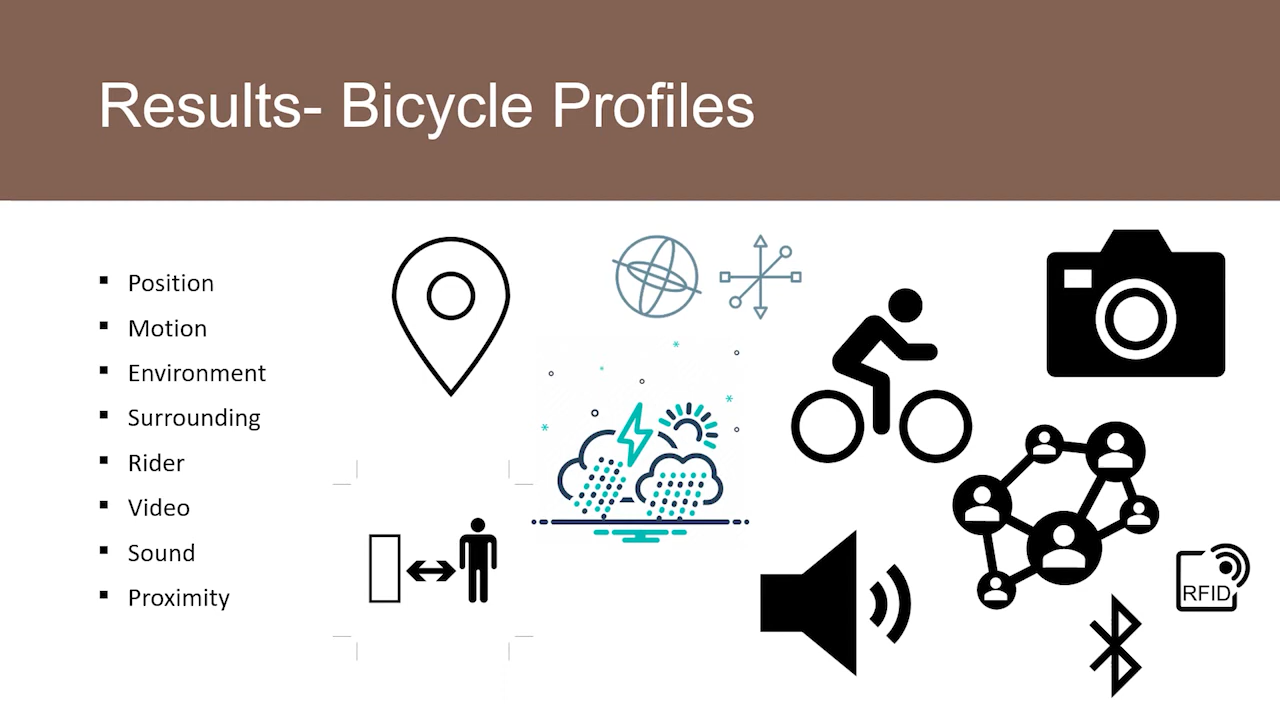 Results- Bicycle Profiles
Position
Motion
Environment
Surrounding
Rider
Video
Sound
Proximity
RFID